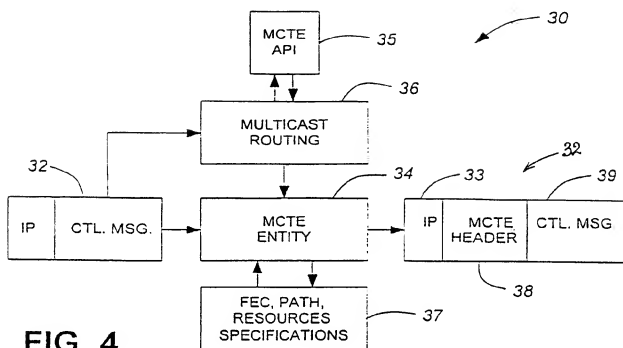 30
MCTE
API
35
36
MULTICAST
ROUTING
32
34
33
32
39
IP CTL. MSG.
MCTE
ENTITY
IP MCTE HEADER CTL. MSG
38
FEC, PATH,
RESOURCES
SPECIFICATIONS
37
FIG. 4